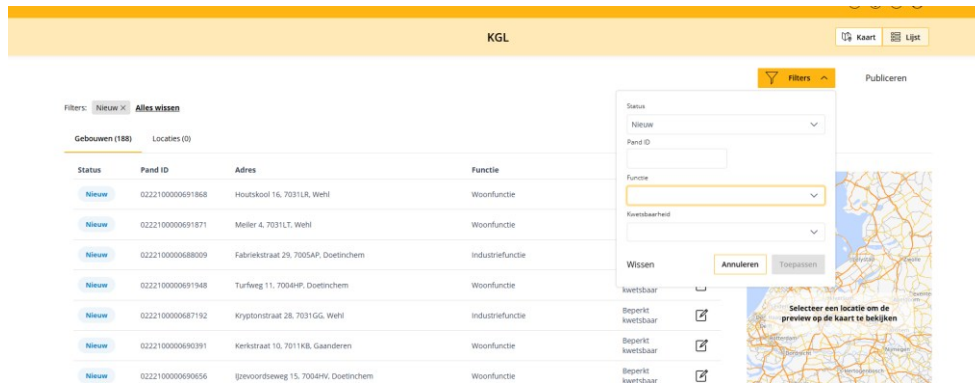 KGL
Kaart
Lijst
Filters
Publiceren
Filters: Nieuw × Alles wissen
Gebouwen (188) Locaties (0)
Status
Nieuw
Pand ID
Functie
Kwetsbaarheid
Wissen Annuleren Toepassen
Status Pand ID Adres Functie
Nieuw 0222100000691868 Houtskool 16, 7031LR, Wehl Woonfunctie
Nieuw 0222100000691871 Meiler 4, 7031LT, Wehl Woonfunctie
Nieuw 0222100000688009 Fabriekstraat 29, 7005AP, Doetinchem Industriefunctie
Nieuw 0222100000691948 Turfweg 11, 7004HP, Doetinchem Woonfunctie kwetsbaar
Nieuw 0222100000687192 Kryptonstraat 28, 7031GG, Wehl Industriefunctie Beperkt kwetsbaar
Nieuw 0222100000690391 Kerkstraat 10, 7011KB, Gaanderen Woonfunctie Beperkt kwetsbaar
Nieuw 0222100000690656 IJzevoordseweg 15, 7004HV, Doetinchem Woonfunctie Beperkt kwetsbaar
Selecteer een locatie om de
preview op de kaart te bekijken